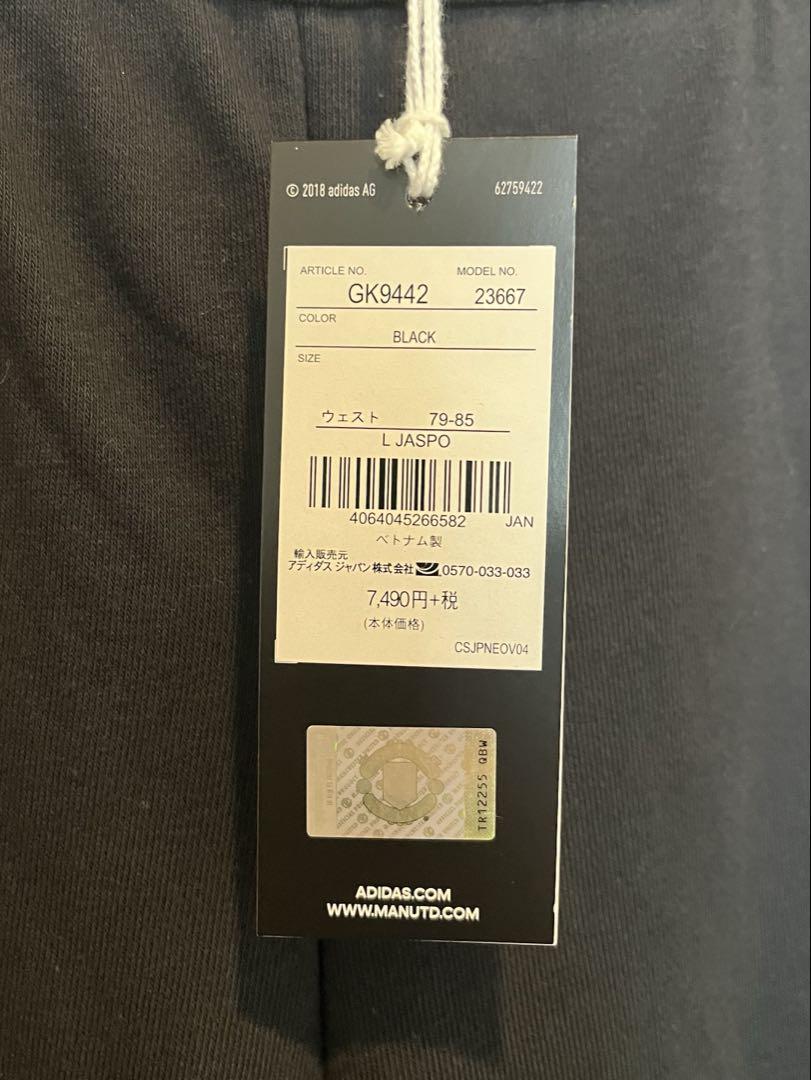 © 2018 adidas AG 62759422
ARTICLE NO. MODEL NO.
GK9442 23667
COLOR
BLACK
SIZE
ウェスト 79-85
L JASPO
4064045266582 JAN
ベトナム製
輸入販売元
アディダス ジャパン株式会社 0570-033-033
7,490円+税
(本体価格)
CSJPNEOV04
TR12255 QBW
ADIDAS.COM
WWW.MANUTD.COM